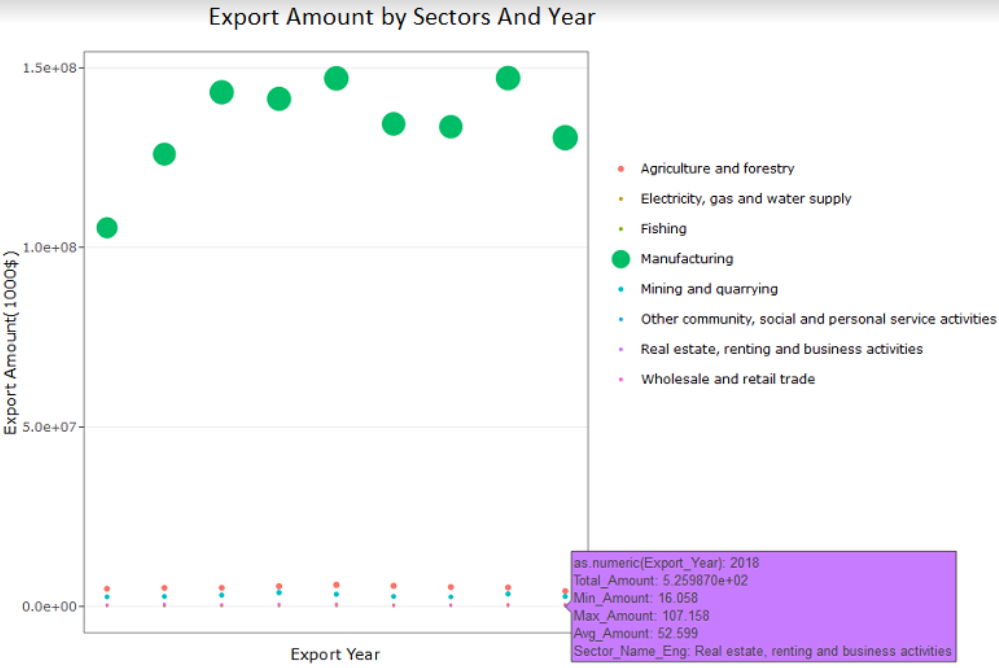 Export Amount by Sectors And Year
Export Amount(1000$)
1.5e+08
1.0e+08
5.0e+07
0.0e+00
Export Year
Agriculture and forestry
Electricity, gas and water supply
Fishing
Manufacturing
Mining and quarrying
Other community, social and personal service activities
Real estate, renting and business activities
Wholesale and retail trade
as.numeric(Export_Year): 2018
Total_Amount: 5.259870e+02
Min_Amount: 16.058
Max_Amount: 107.158
Avg_Amount: 52.599
Sector_Name_Eng: Real estate, renting and business activities